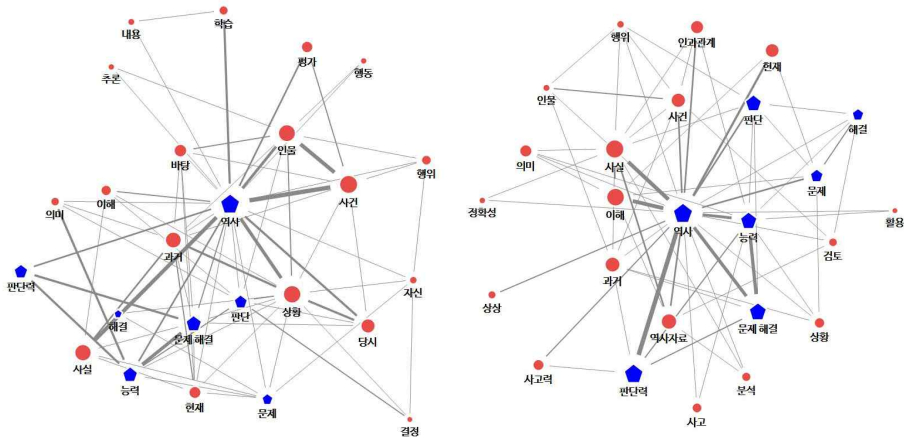 학습
내용
평가
추론
행동
인물
바탕
행위
사건
이해
의미
역사
과거
판단력
자신
판단
상황
해결
문제 해결
당시
사실
능력
현재
문제
결정
행위
인과관계
현재
인물
사건
판단
해결
의미
사실
문제
이해
정확성
역사
능력
활용
검토
과거
상상
문제 해결
역사자료
상황
사고력
판단력
분석
사고